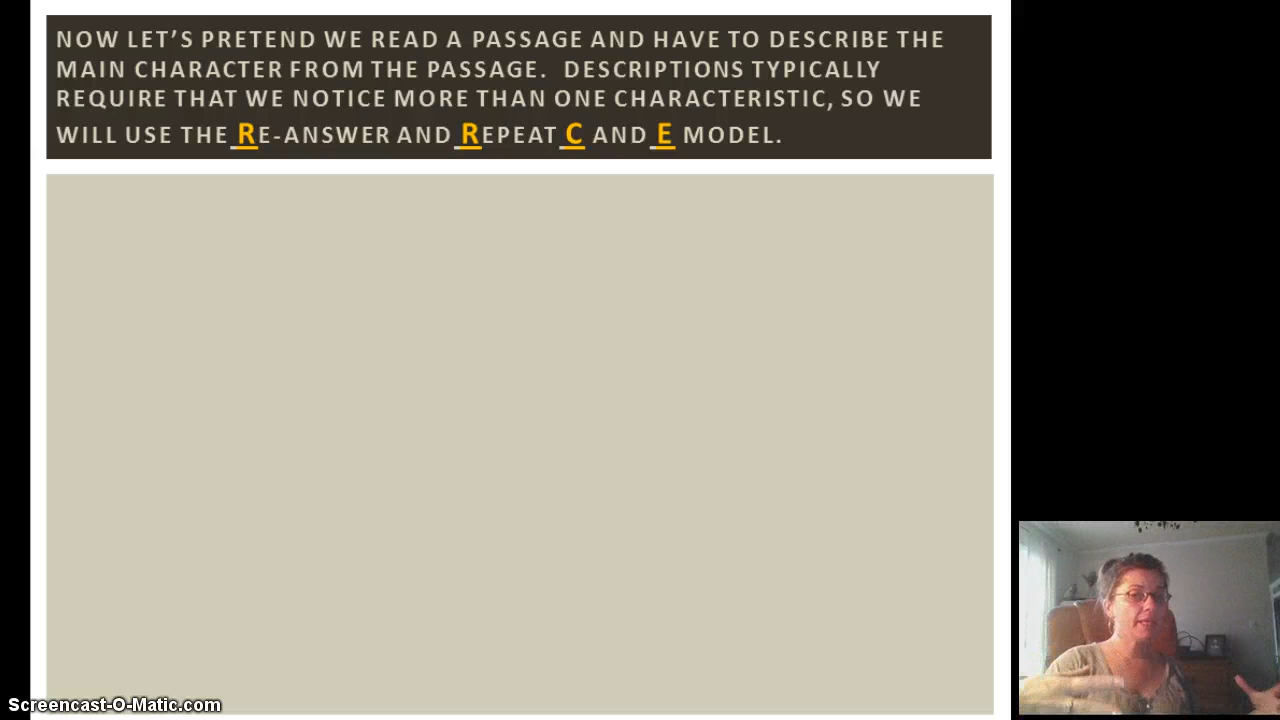 NOW LET'S PRETEND WE READ A PASSAGE AND HAVE TO DESCRIBE THE
MAIN CHARACTER FROM THE PASSAGE. DESCRIPTIONS TYPICALLY
REQUIRE THAT WE NOTICE MORE THAN ONE CHARACTERISTIC, SO WE
WILL USE THE RE-ANSWER AND REPEAT C AND E MODEL.
Screencast-O-Matic.com